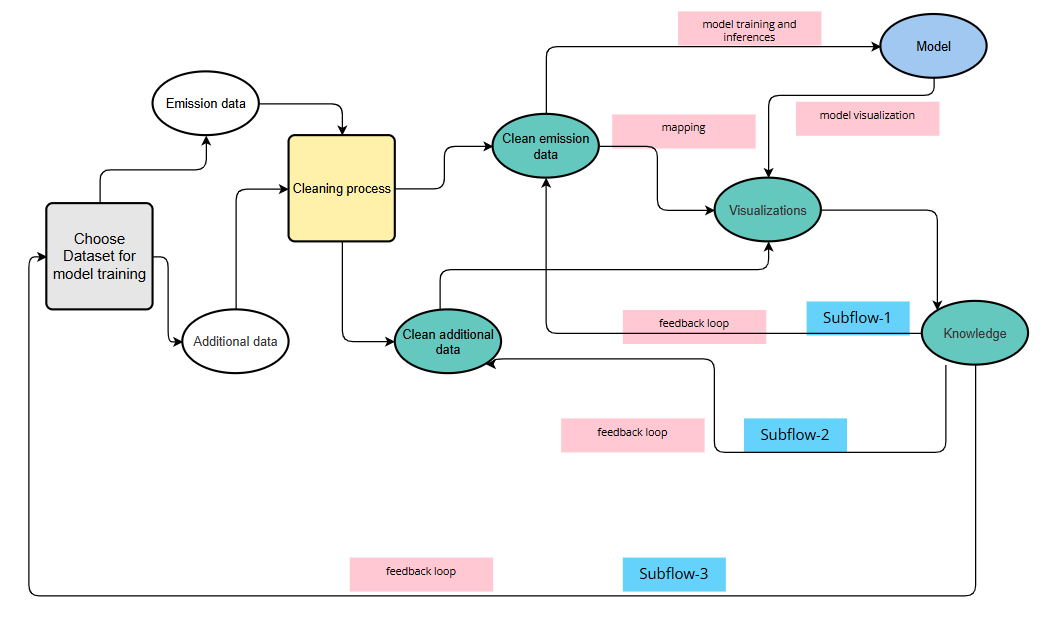 model training and
inferences
Model
Emission data
model visualization
mapping
Clean emission
data
Cleaning process
Visualizations
Choose
Dataset for
model training
Subflow-1
feedback loop
Knowledge
Additional data
Clean additional
data
feedback loop
Subflow-2
feedback loop
Subflow-3